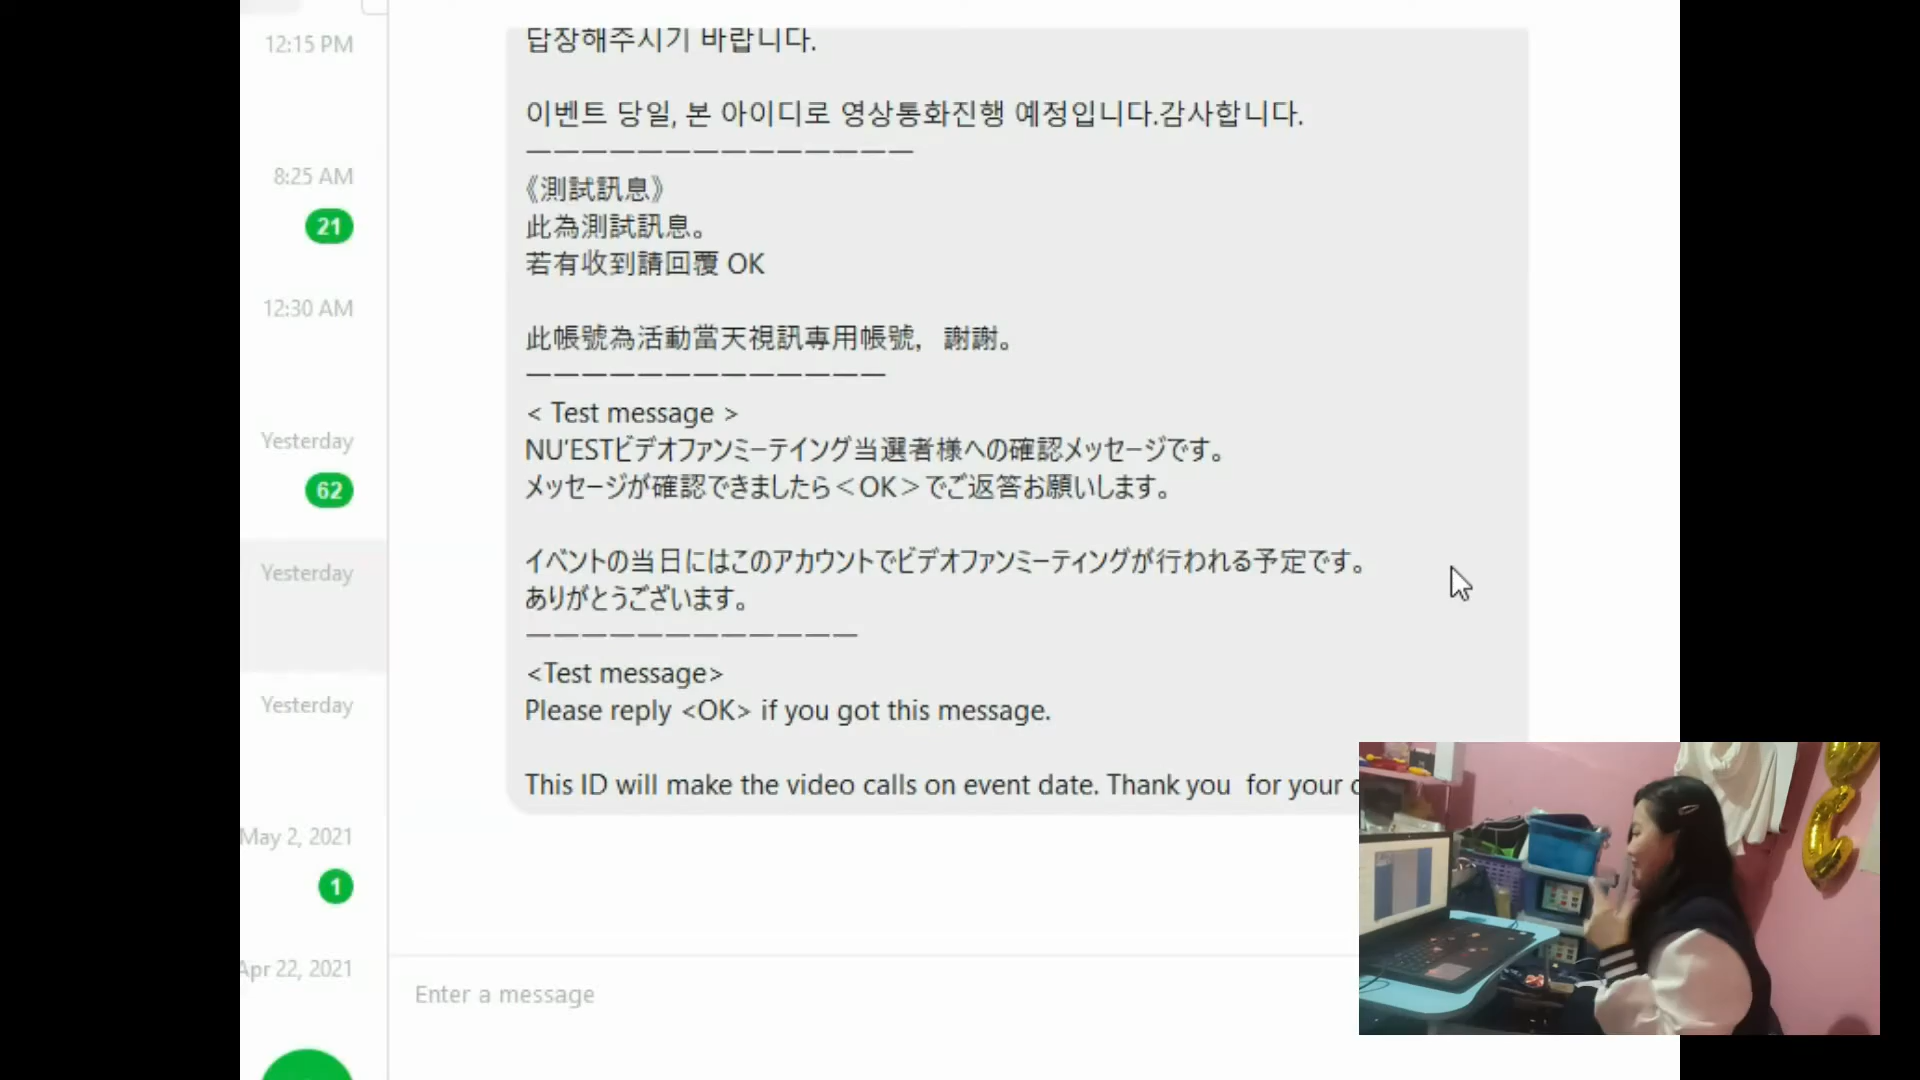 12:15 PM
8:25 AM
21
12:30 AM
Yesterday
62
Yesterday
Yesterday
May 2, 2021
1
Apr 22, 2021
답장해주시기 바랍니다.
이벤트 당일, 본 아이디로 영상통화진행 예정입니다.감사합니다.
——————————————
《測試訊息》
此為測試訊息。
若有收到請回覆 OK
此帳號為活動當天視訊專用帳號，謝謝。
—————————————
< Test message >
NU'ESTビデオファンミーテイング当選者様への確認メッセージです。
メッセージが確認できましたら＜OK＞でご返答お願いします。
イベントの当日にはこのアカウントでビデオファンミーティングが行われる予定です。
ありがとうございます。
————————————
<Test message>
Please reply <OK> if you got this message.
This ID will make the video calls on event date. Thank you  for your
Enter a message